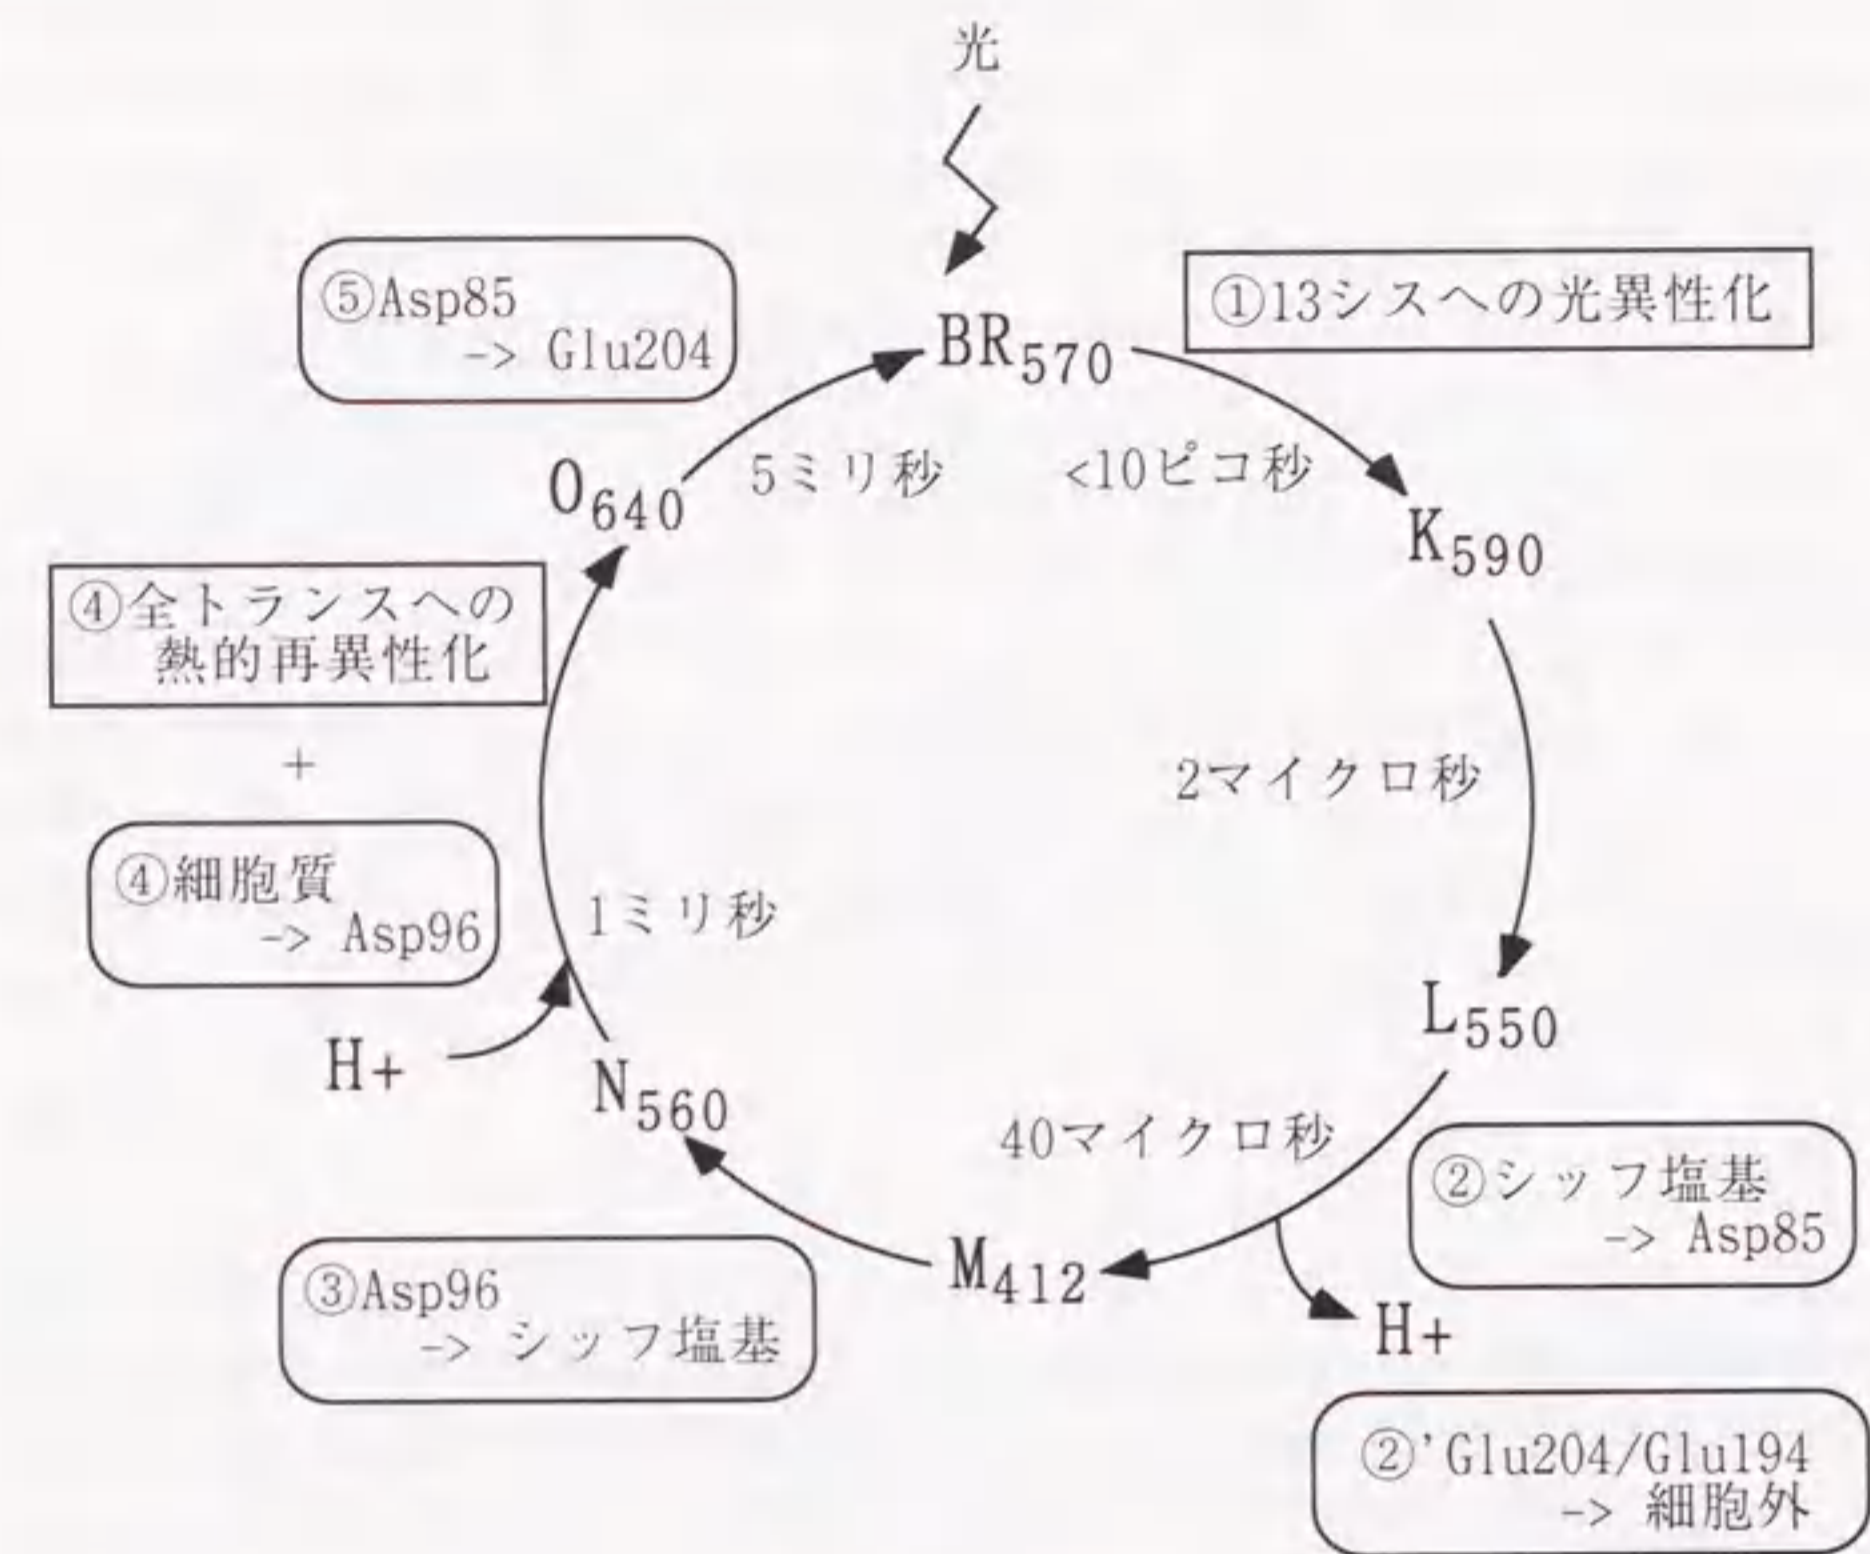 光
⑤Asp85
-> Glu204
BR570
①13シスへの光異性化
O640
5ミリ秒
<10ピコ秒
K590
④全トランスへの
熱的再異性化
+
④細胞質
-> Asp96
1ミリ秒
2マイクロ秒
H+
N560
L550
40マイクロ秒
②シッフ塩基
-> Asp85
③Asp96
-> シッフ塩基
M412
H+
②'Glu204/Glu194
-> 細胞外